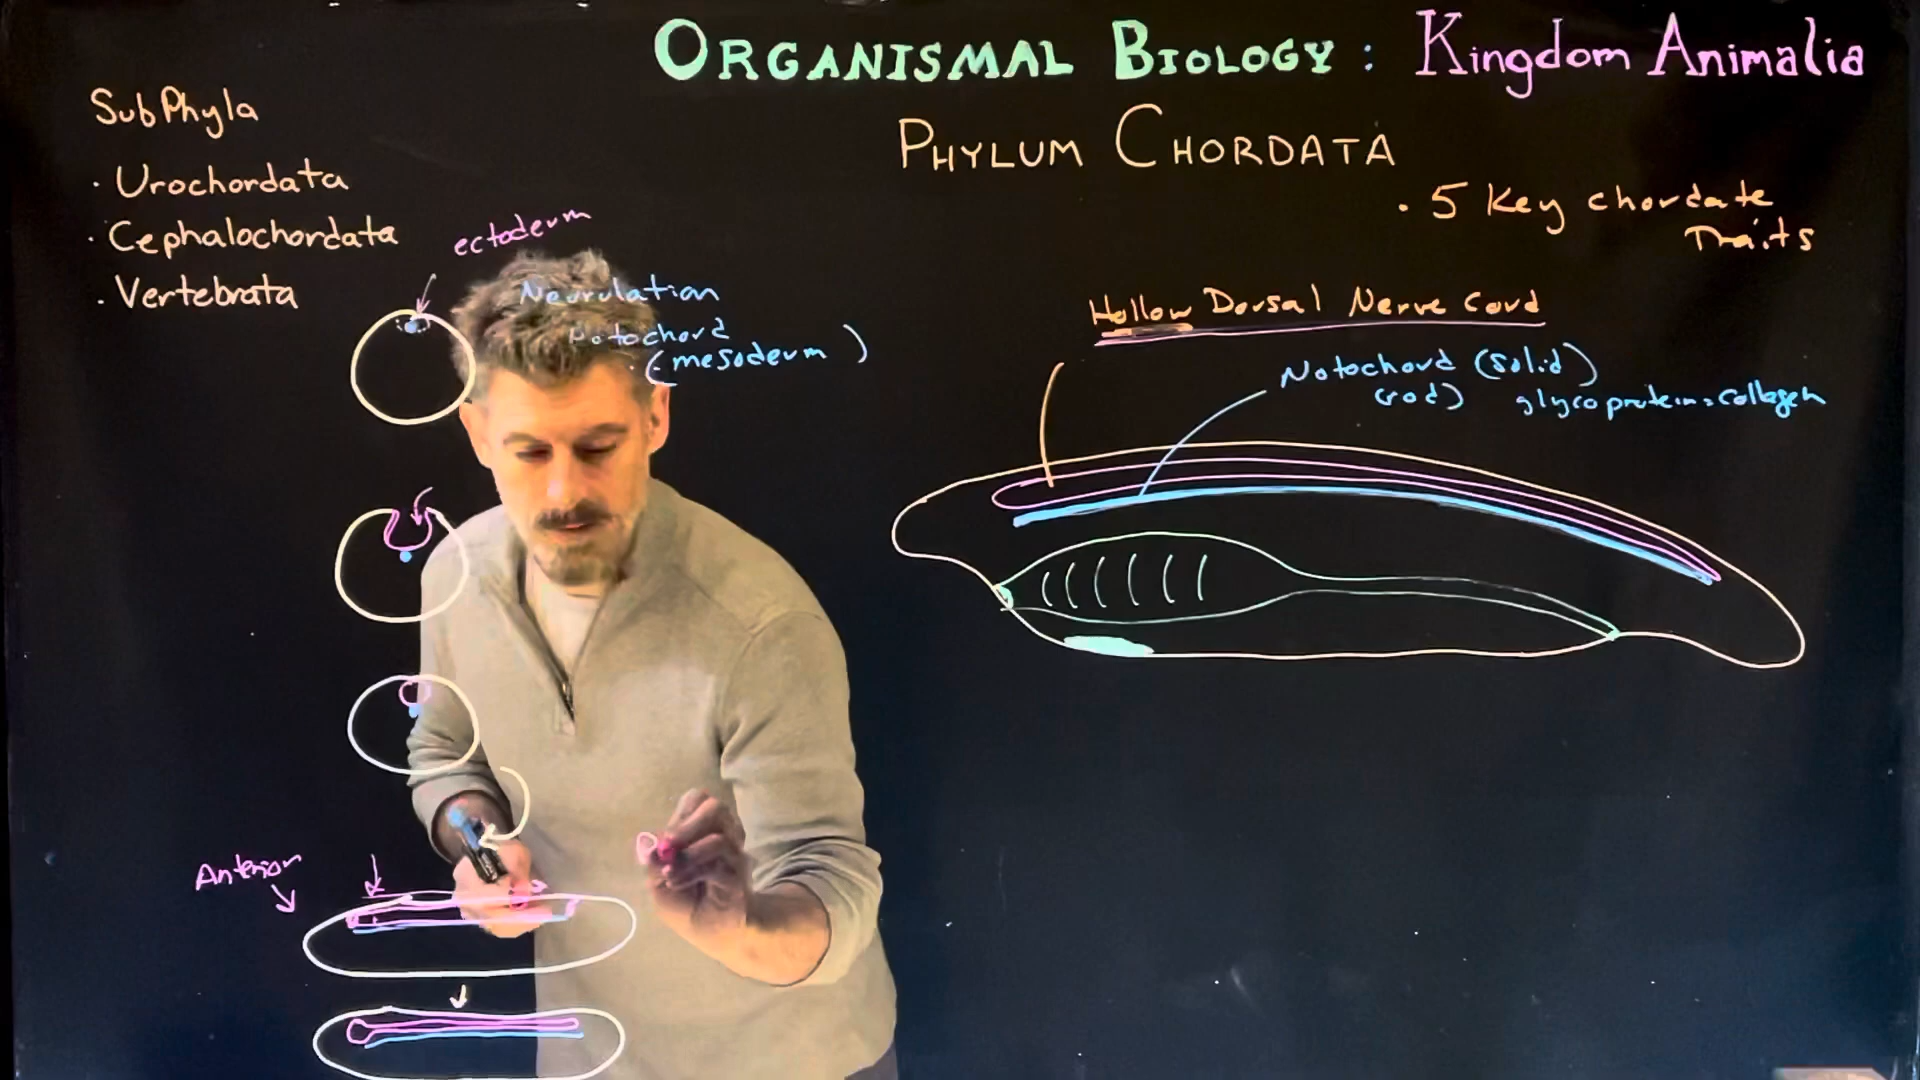 ORGANISMAL BIOLOGY: Kingdom Animalia
PHYLUM CHORDATA
SubPhyla
· Urochordata
· Cephalochordata
· Vertebrata
ectoderm
Neurulation
Notochord
(mesoderm)
Anterior
· 5 Key chordate
Traits
Hollow Dorsal Nerve Cord
Notochord (Solid)
(rod) glycoprotein = collagen